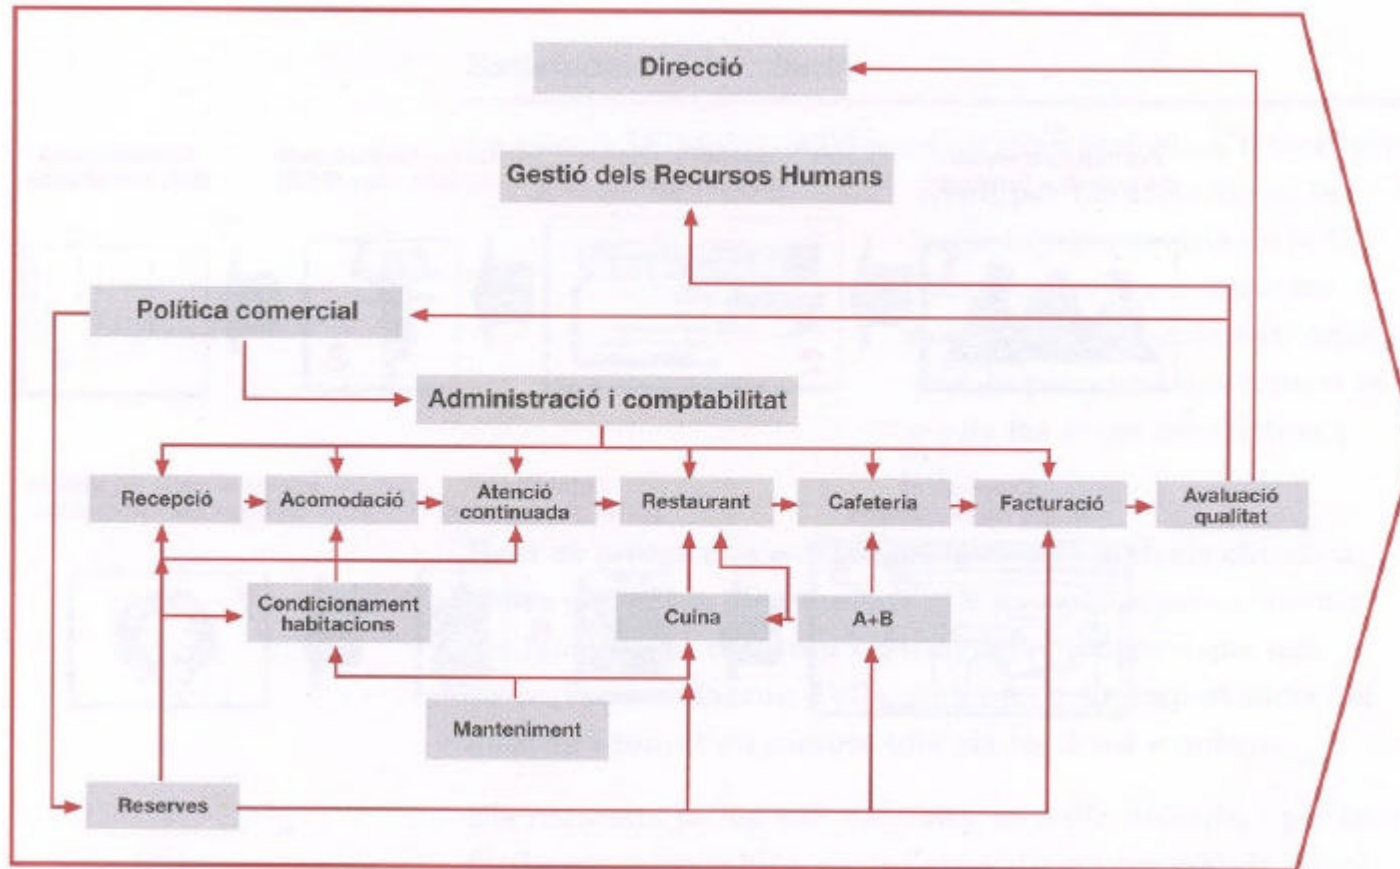 Direcció
Gestió dels Recursos Humans
Política comercial
Administració i comptabilitat
Recepció
Acomodació
Atenció
continuada
Restaurant
Cafeteria
Facturació
Avaluació
qualitat
Condicionament
habitacions
Cuina
A+B
Manteniment
Reserves